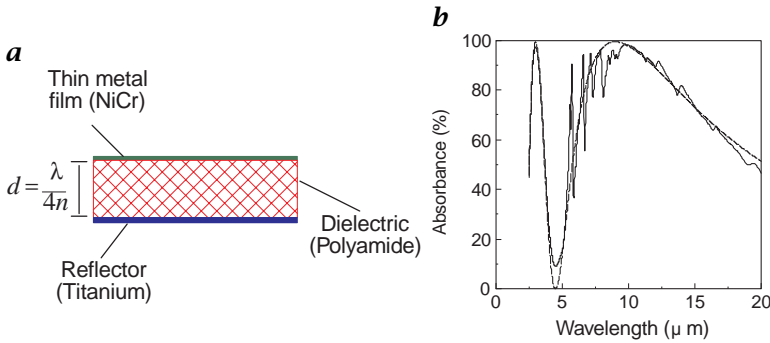 a
Thin metal
film (NiCr)
d = λ
4n
Dielectric
(Polyamide)
Reflector
(Titanium)
b
100
80
60
40
20
0
Absorbance (%)
0 5 10 15 20
Wavelength (μ m)